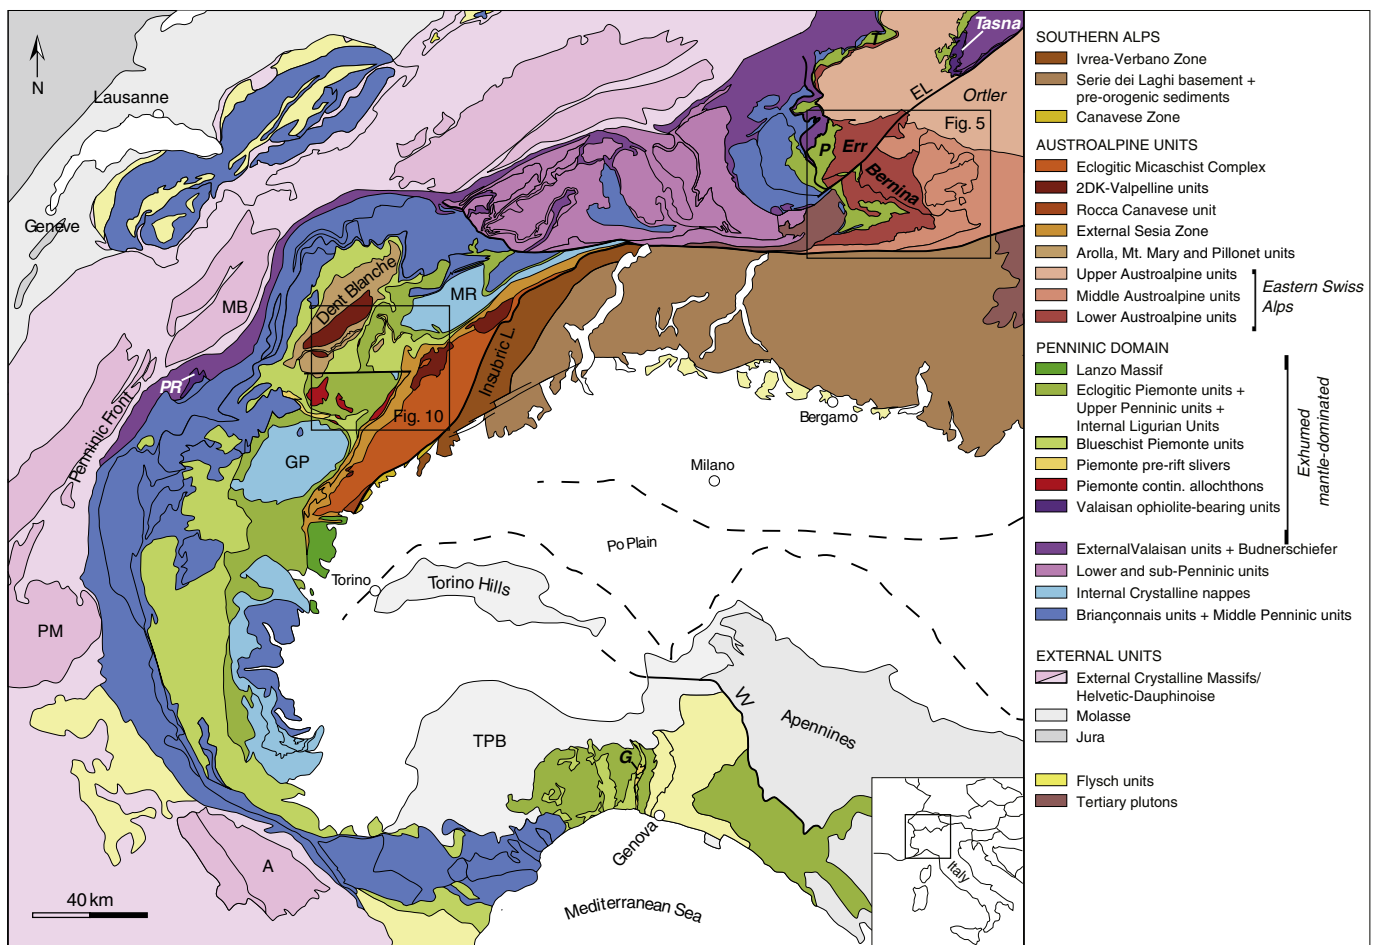 N
Lausanne
Geneve
MB
PR
Penninic Front
Dent Blanche
MR
Insubric L.
Fig. 10
GP
PM
A
40 km
Torino
Torino Hills
Po Plain
Milano
Bergamo
TPB
G
Genova
VV
Apennines
Mediterranean Sea
Italy
Tasna
EL
Ortler
Fig. 5
P
Err
Bernina
T
SOUTHERN ALPS
Ivrea-Verbano Zone
Serie dei Laghi basement +
pre-orogenic sediments
Canavese Zone
AUSTROALPINE UNITS
Eclogitic Micaschist Complex
2DK-Valpelline units
Rocca Canavese unit
External Sesia Zone
Arolla, Mt. Mary and Pillonet units
Upper Austroalpine units
Middle Austroalpine units
Lower Austroalpine units
Eastern Swiss
Alps
PENNINIC DOMAIN
Lanzo Massif
Eclogitic Piemonte units +
Upper Penninic units +
Internal Ligurian Units
Blueschist Piemonte units
Piemonte pre-rift slivers
Piemonte contin. allochthons
Valaisan ophiolite-bearing units
Exhumed
mantle-dominated
ExternalValaisan units + Budnerschiefer
Lower and sub-Penninic units
Internal Crystalline nappes
Briançonnais units + Middle Penninic units
EXTERNAL UNITS
External Crystalline Massifs/
Helvetic-Dauphinoise
Molasse
Jura
Flysch units
Tertiary plutons